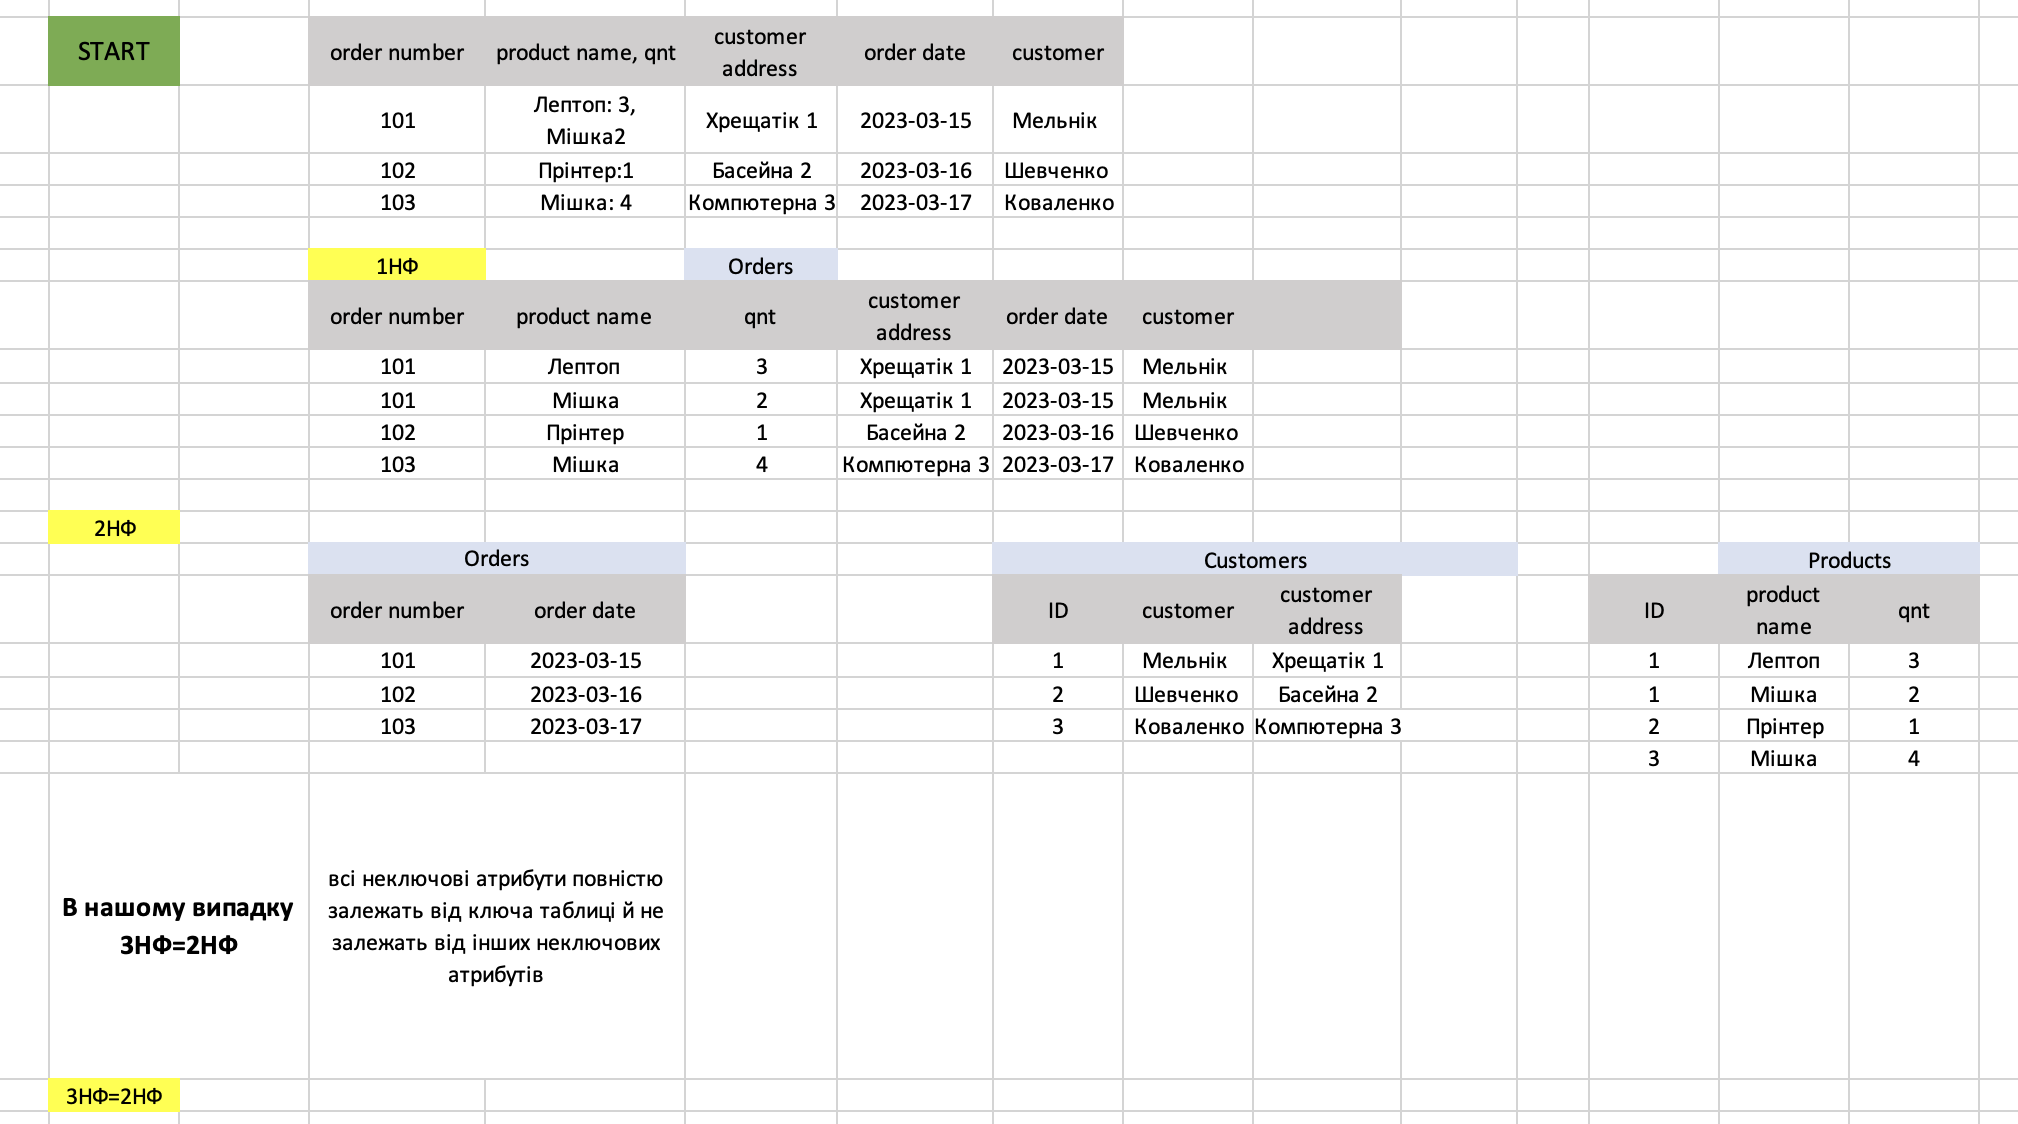 START
order number product name, qnt customer address order date customer
101 Лептоп: 3, Мішка2 Хрещатік 1 2023-03-15 Мельнік
102 Прінтер:1 Басейна 2 2023-03-16 Шевченко
103 Мішка: 4 Компютерна 3 2023-03-17 Коваленко
1НФ Orders
order number product name qnt customer address order date customer
101 Лептоп 3 Хрещатік 1 2023-03-15 Мельнік
101 Мішка 2 Хрещатік 1 2023-03-15 Мельнік
102 Прінтер 1 Басейна 2 2023-03-16 Шевченко
103 Мішка 4 Компютерна 3 2023-03-17 Коваленко
2НФ
Orders Customers Products
order number order date ID customer customer address ID product name qnt
101 2023-03-15 1 Мельнік Хрещатік 1 1 Лептоп 3
102 2023-03-16 2 Шевченко Басейна 2 1 Мішка 2
103 2023-03-17 3 Коваленко Компютерна 3 2 Прінтер 1
3 Мішка 4
В нашому випадку
3НФ=2НФ
всі неключові атрибути повністю
залежать від ключа таблиці й не
залежать від інших неключових
атрибутів
3НФ=2НФ